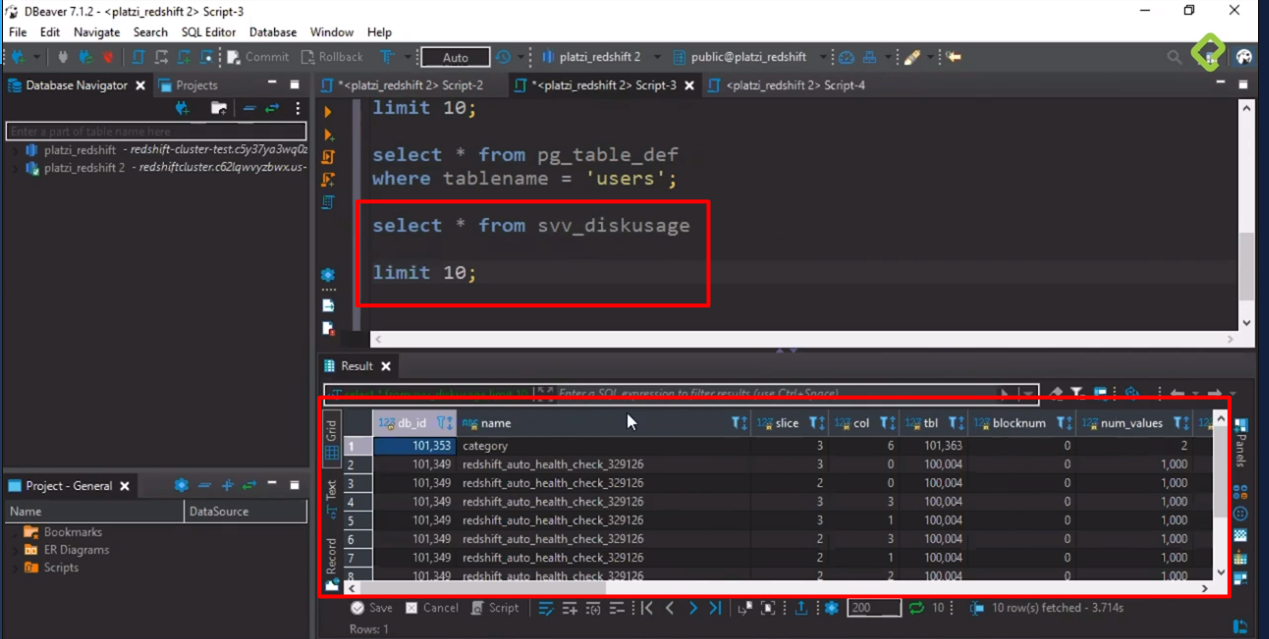 DBeaver 7.1.2 - <platzi_redshift 2> Script-3
File Edit Navigate Search SQL Editor Database Window Help
Commit Rollback Auto platzi_redshift 2 public@platzi_redshift
Database Navigator Projects
*<platzi_redshift 2> Script-2 *<platzi_redshift 2> Script-3 <platzi_redshift 2> Script-4
Enter a part of table name here
platzi_redshift - redshift-cluster-test.c5y37ya3wq0z
platzi_redshift 2 - redshiftcluster.c62lqwvyzbwx.us-
limit 10;
select * from pg_table_def
where tablename = 'users';
select * from svv_diskusage
limit 10;
Result
Enter a SQL expression to filter results (use Ctrl+Space)
Grid
Text
Record
Panels
123 db_id name 123 slice 123 col 123 tbl 123 blocknum 123 num_values 12
1 101,353 category 3 6 101,363 0 2
2 101,349 redshift_auto_health_check_329126 3 0 100,004 0 1,000
3 101,349 redshift_auto_health_check_329126 2 0 100,004 0 1,000
4 101,349 redshift_auto_health_check_329126 3 3 100,004 0 1,000
5 101,349 redshift_auto_health_check_329126 3 1 100,004 0 1,000
6 101,349 redshift_auto_health_check_329126 2 3 100,004 0 1,000
7 101,349 redshift_auto_health_check_329126 2 1 100,004 0 1,000
8 101,349 redshift_auto_health_check_329126 2 2 100,004 0 1,000
Project - General
Name DataSource
Bookmarks
ER Diagrams
Scripts
Save Cancel Script 200 10 10 row(s) fetched - 3.714s
Rows: 1